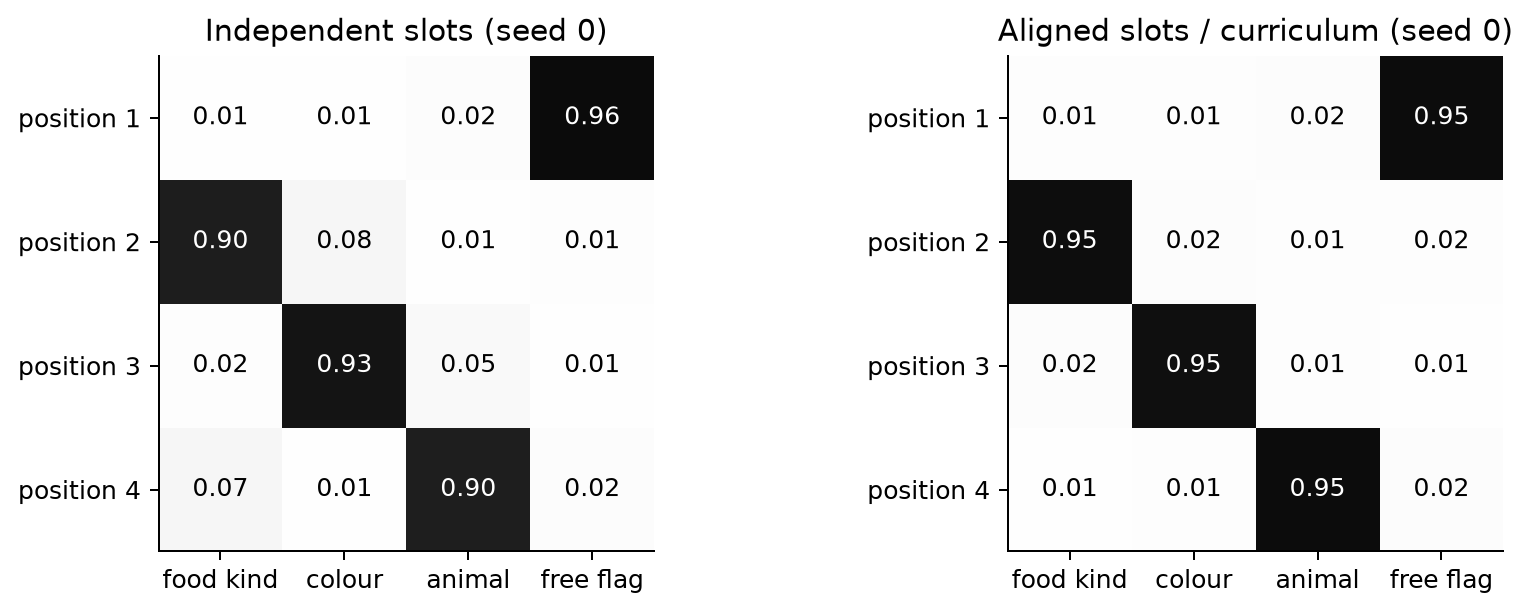 Independent slots (seed 0)
position 1 0.01 0.01 0.02 0.96
position 2 0.90 0.08 0.01 0.01
position 3 0.02 0.93 0.05 0.01
position 4 0.07 0.01 0.90 0.02
food kind colour animal free flag
Aligned slots / curriculum (seed 0)
position 1 0.01 0.01 0.02 0.95
position 2 0.95 0.02 0.01 0.02
position 3 0.02 0.95 0.01 0.01
position 4 0.01 0.01 0.95 0.02
food kind colour animal free flag